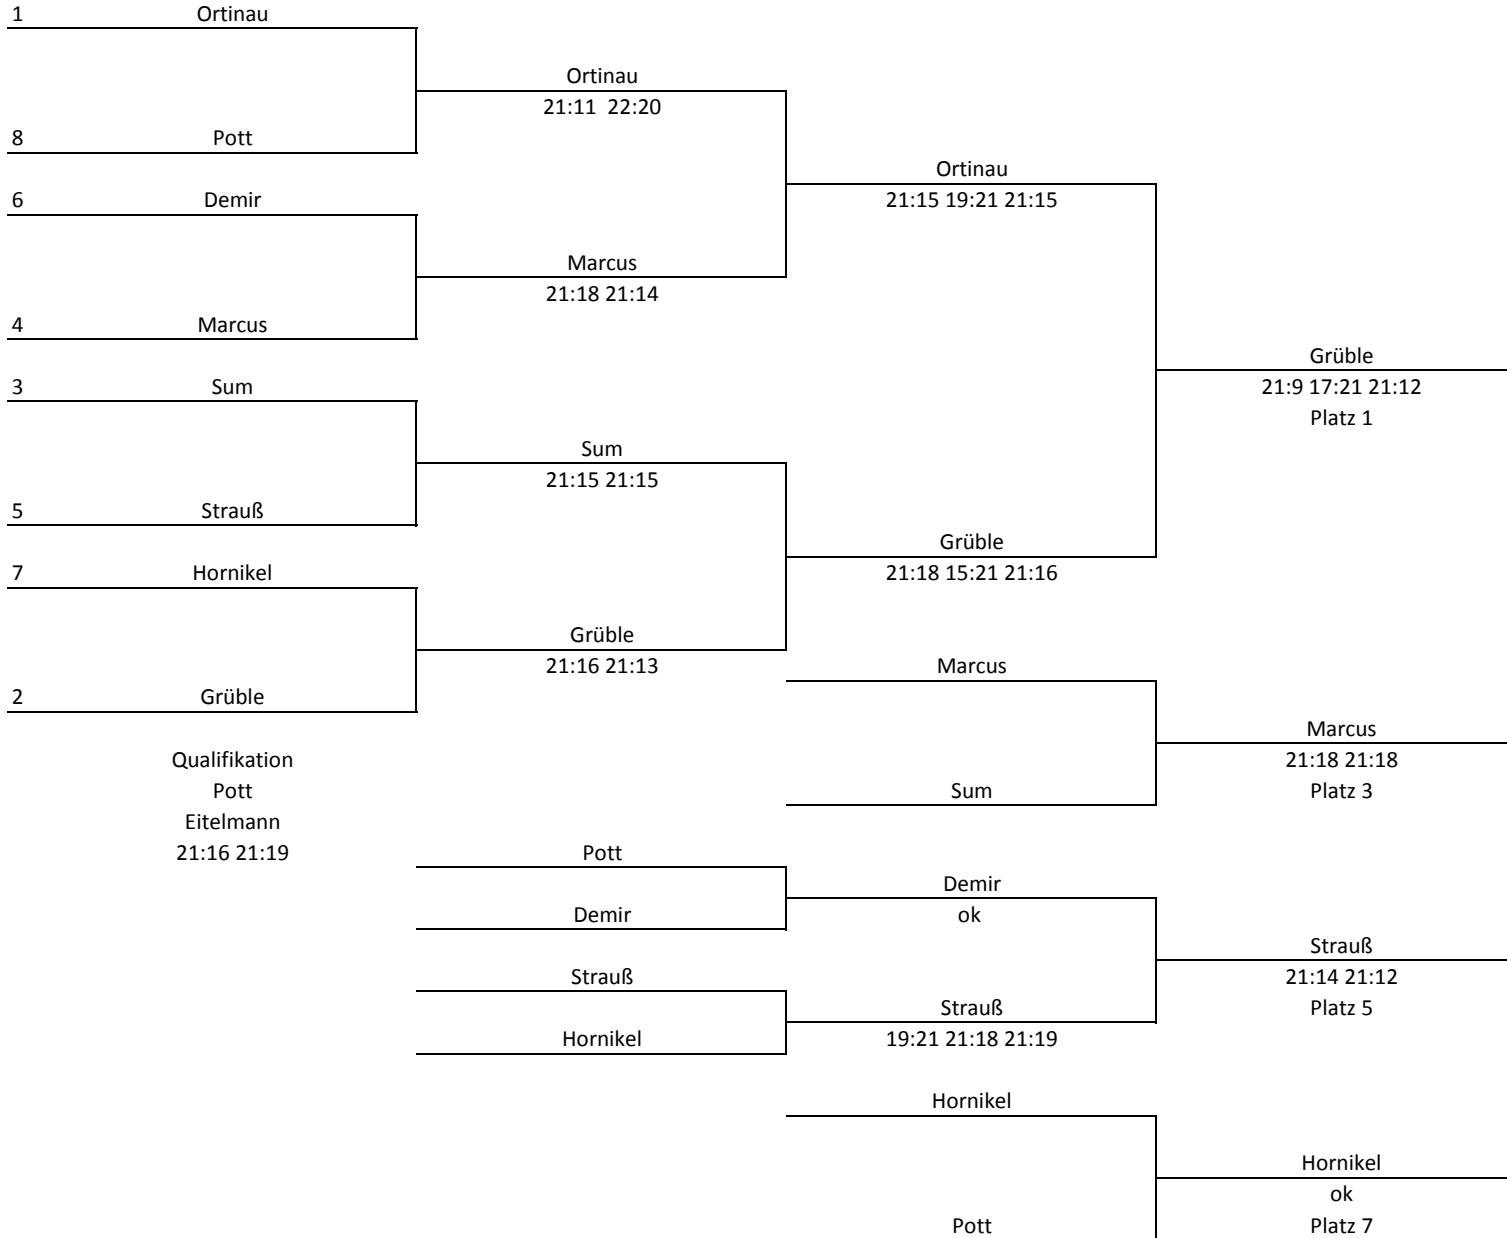 1 Ortinau
Ortinau
21:11  22:20
8 Pott
Ortinau
6 Demir
21:15 19:21 21:15
Marcus
21:18 21:14
4 Marcus
Grüble
3 Sum
21:9 17:21 21:12
Platz 1
Sum
21:15 21:15
5 Strauß
Grüble
7 Hornikel
21:18 15:21 21:16
Grüble
21:16 21:13
Marcus
2 Grüble
Marcus
Qualifikation
21:18 21:18
Pott
Sum
Platz 3
Eitelmann
21:16 21:19
Pott
Demir
Demir
ok
Strauß
Strauß
21:14 21:12
Strauß
Platz 5
Hornikel
19:21 21:18 21:19
Hornikel
Hornikel
ok
Pott
Platz 7